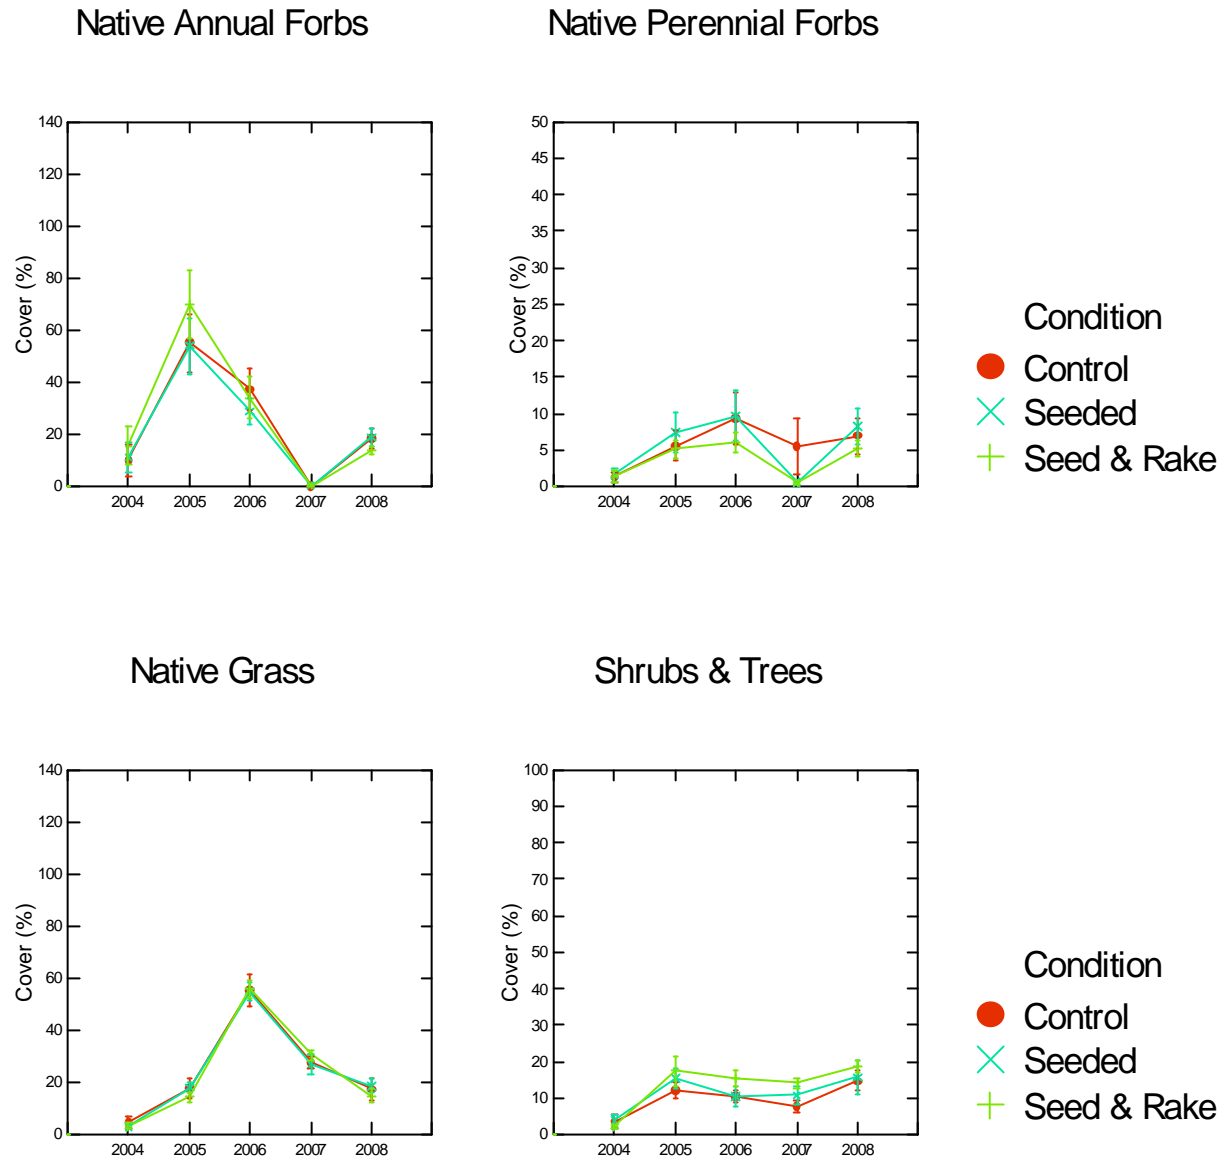 Native Annual Forbs
Native Perennial Forbs
140
120
100
80
60
40
20
0
Cover (%)
2004 2005 2006 2007 2008
50
45
40
35
30
25
20
15
10
5
0
Cover (%)
2004 2005 2006 2007 2008
Condition
Control
Seeded
Seed & Rake
Native Grass
Shrubs & Trees
140
120
100
80
60
40
20
0
Cover (%)
2004 2005 2006 2007 2008
100
90
80
70
60
50
40
30
20
10
0
Cover (%)
2004 2005 2006 2007 2008
Condition
Control
Seeded
Seed & Rake